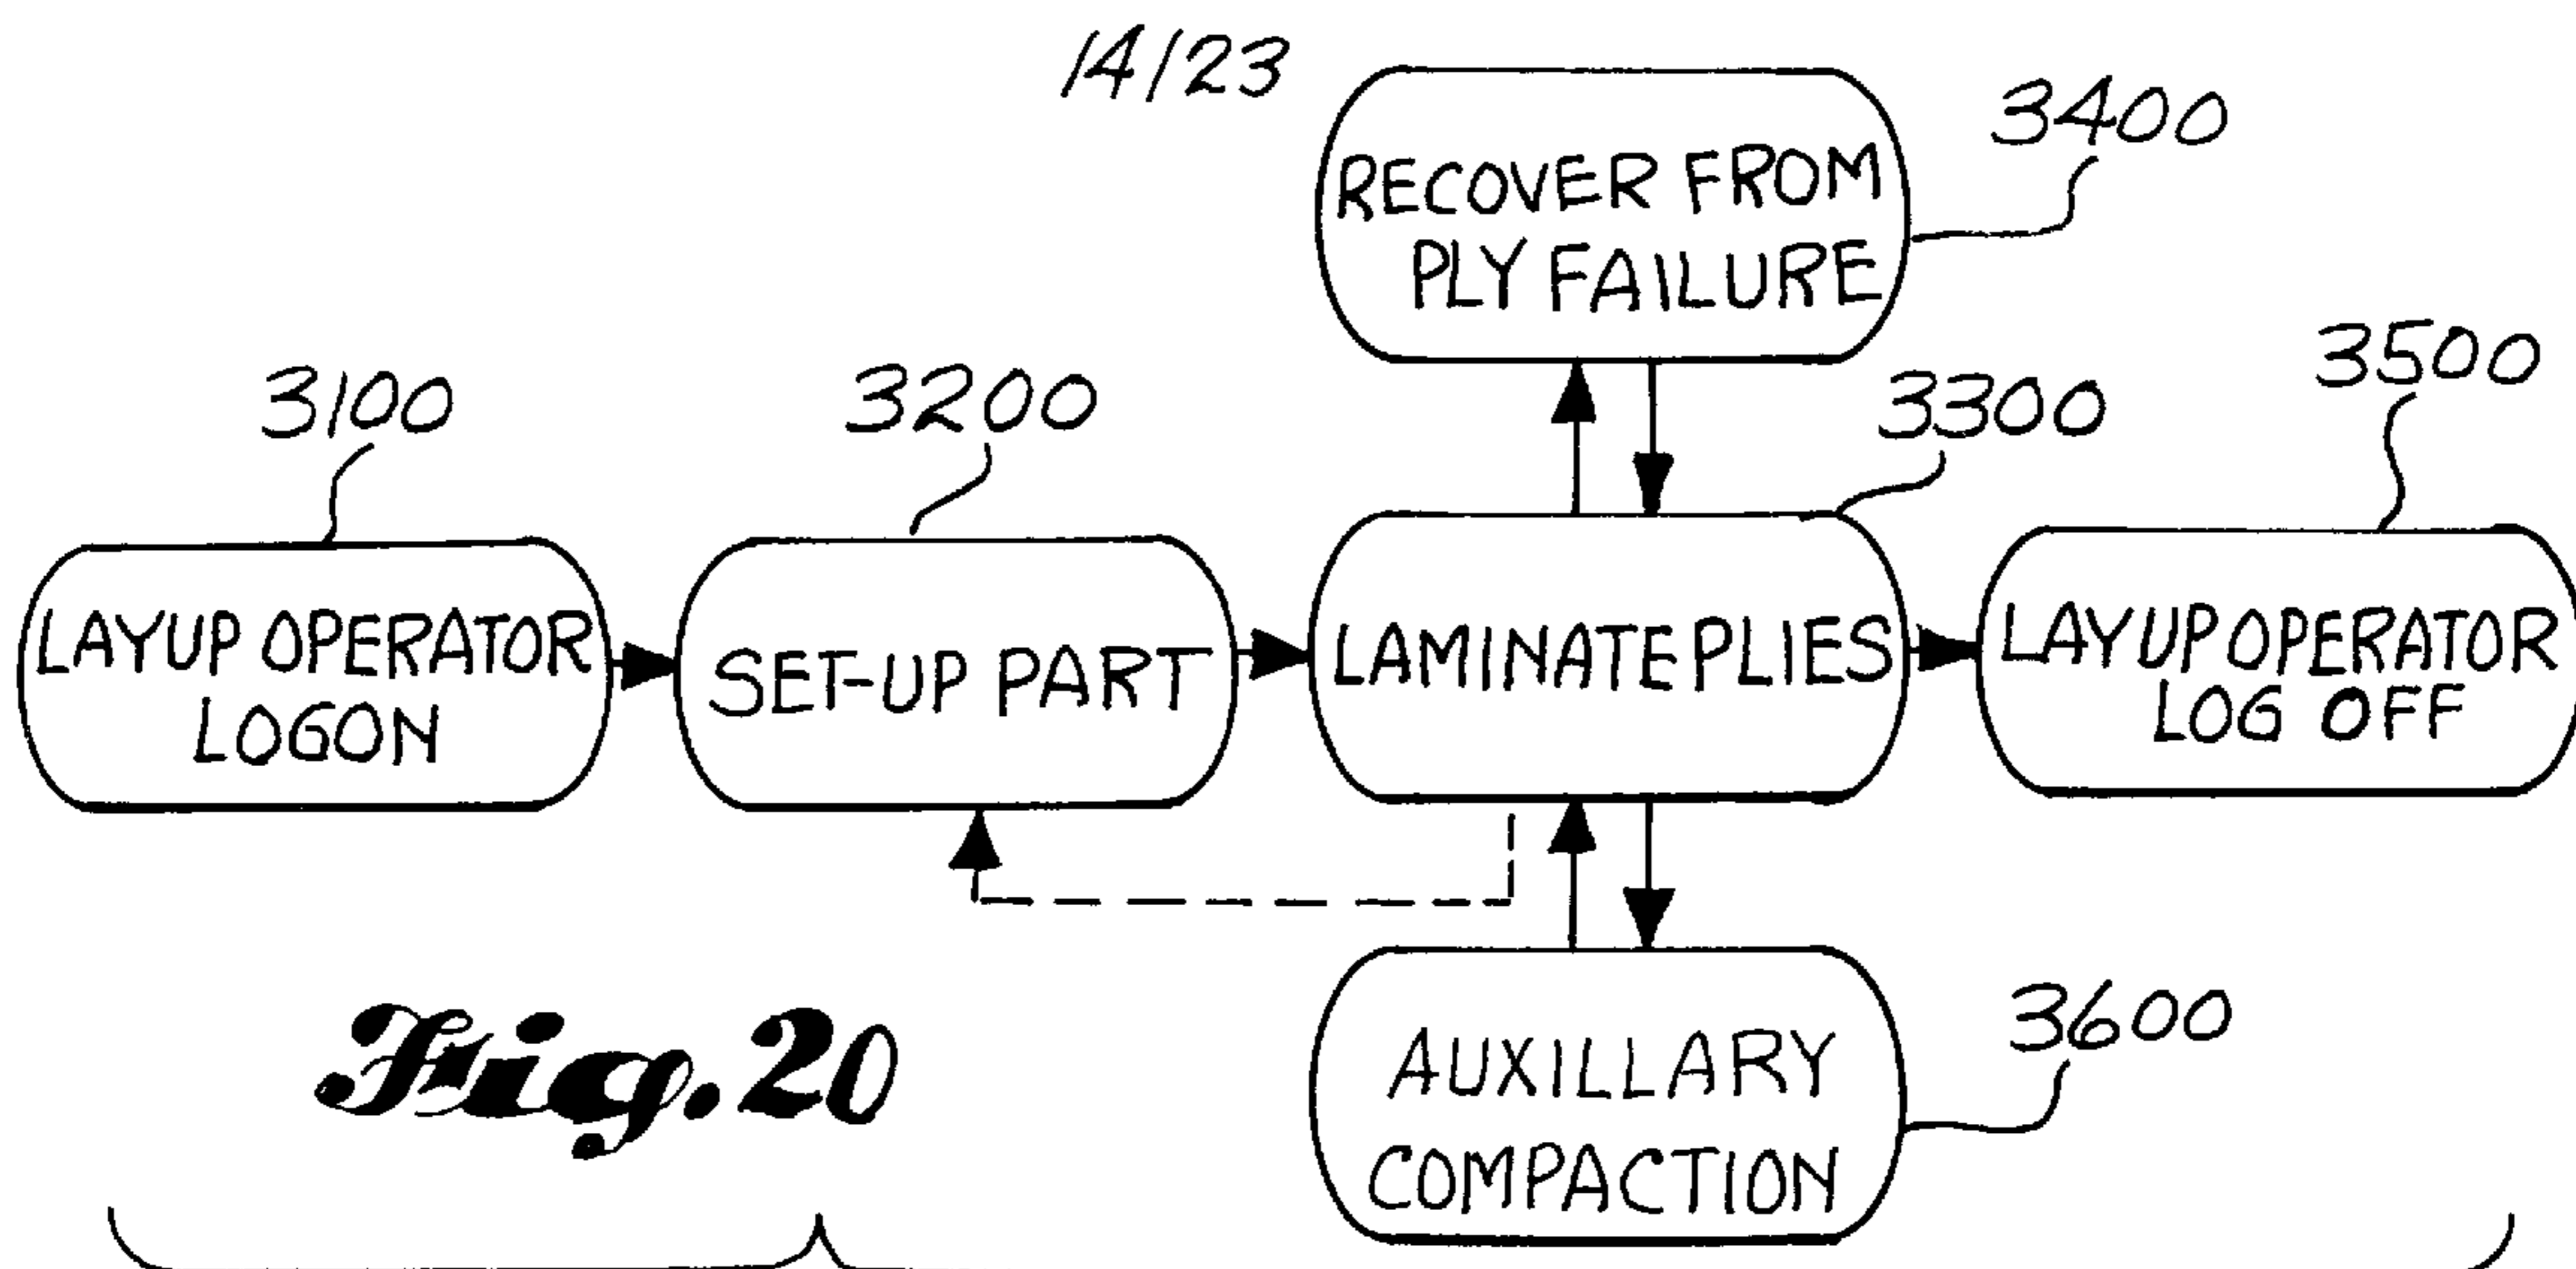 14/23
RECOVER FROM
PLY FAILURE
3400
3100
3200
3300
3500
LAYUP OPERATOR
LOGON
SET-UP PART
LAMINATE PLIES
LAYUP OPERATOR
LOG OFF
AUXILLARY
COMPACTION
3600
Fig. 20